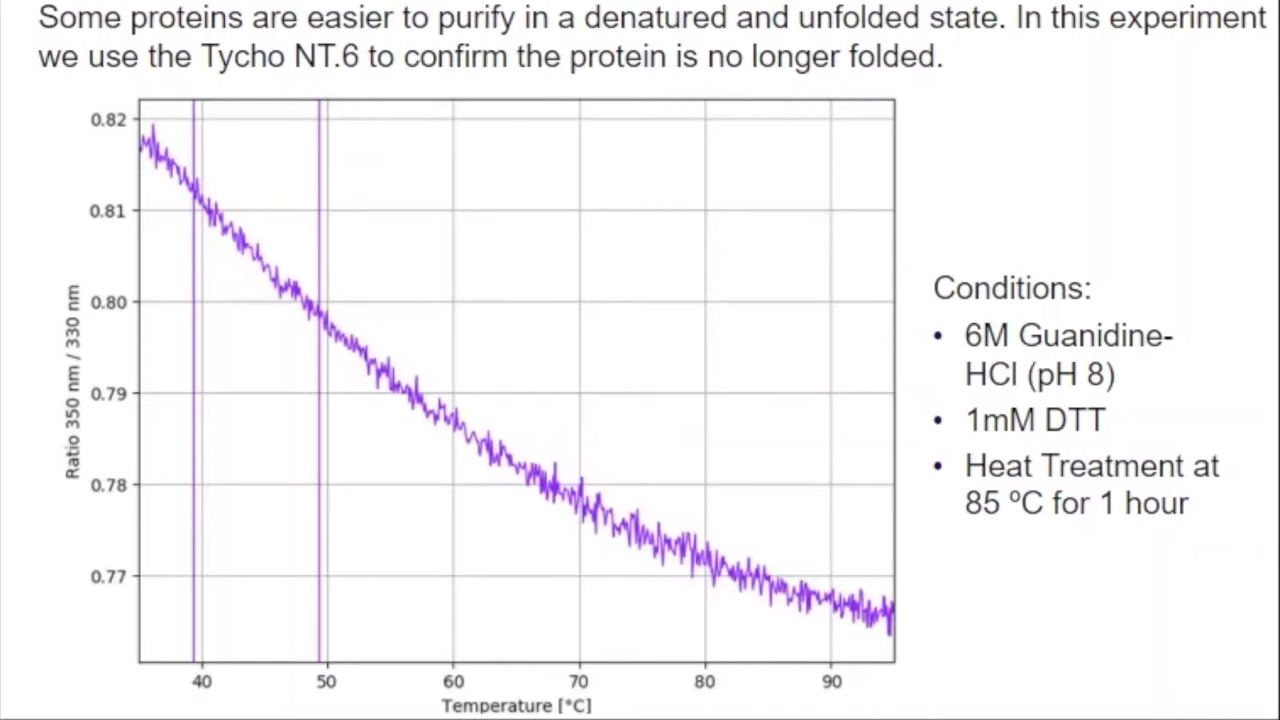 Some proteins are easier to purify in a denatured and unfolded state. In this experiment
we use the Tycho NT.6 to confirm the protein is no longer folded.
0.82
0.81
0.80
0.79
0.78
0.77
Ratio 350 nm / 330 nm
40 50 60 70 80 90
Temperature [°C]
Conditions:
• 6M Guanidine-
HCl (pH 8)
• 1mM DTT
• Heat Treatment at
85 ºC for 1 hour